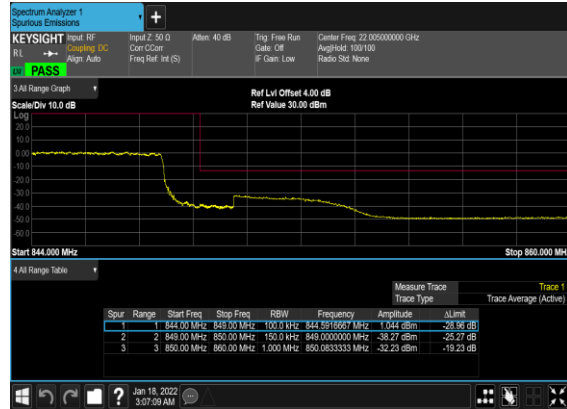 Spectrum Analyzer 1
Spurious Emissions
+
KEYSIGHT Input: RF Input Z: 50 Ω Atten: 40 dB Trig: Free Run Center Freq: 22.005000000 GHz
RL Coupling: DC Corr CCorr Gate: Off Avg|Hold: 100/100
Align: Auto Freq Ref: Int (S) IF Gain: Low Radio Std: None
PASS
3 All Range Graph
Ref Lvl Offset 4.00 dB
Scale/Div 10.0 dB Ref Value 30.00 dBm
Log
20.0
10.0
0.00
-10.0
-20.0
-30.0
-40.0
-50.0
-60.0
Start 844.000 MHz Stop 860.000 MH
4 All Range Table
Measure Trace Trace 1
Trace Type Trace Average (Active)
Spur Range Start Freq Stop Freq RBW Frequency Amplitude ΔLimit
1 1 844.00 MHz 849.00 MHz 100.0 kHz 844.5916667 MHz 1.044 dBm -28.96 dB
2 2 849.00 MHz 850.00 MHz 150.0 kHz 849.0000000 MHz -38.27 dBm -25.27 dB
3 3 850.00 MHz 860.00 MHz 1.000 MHz 850.0833333 MHz -32.23 dBm -19.23 dB
? Jan 18, 2022
3:07:09 AM